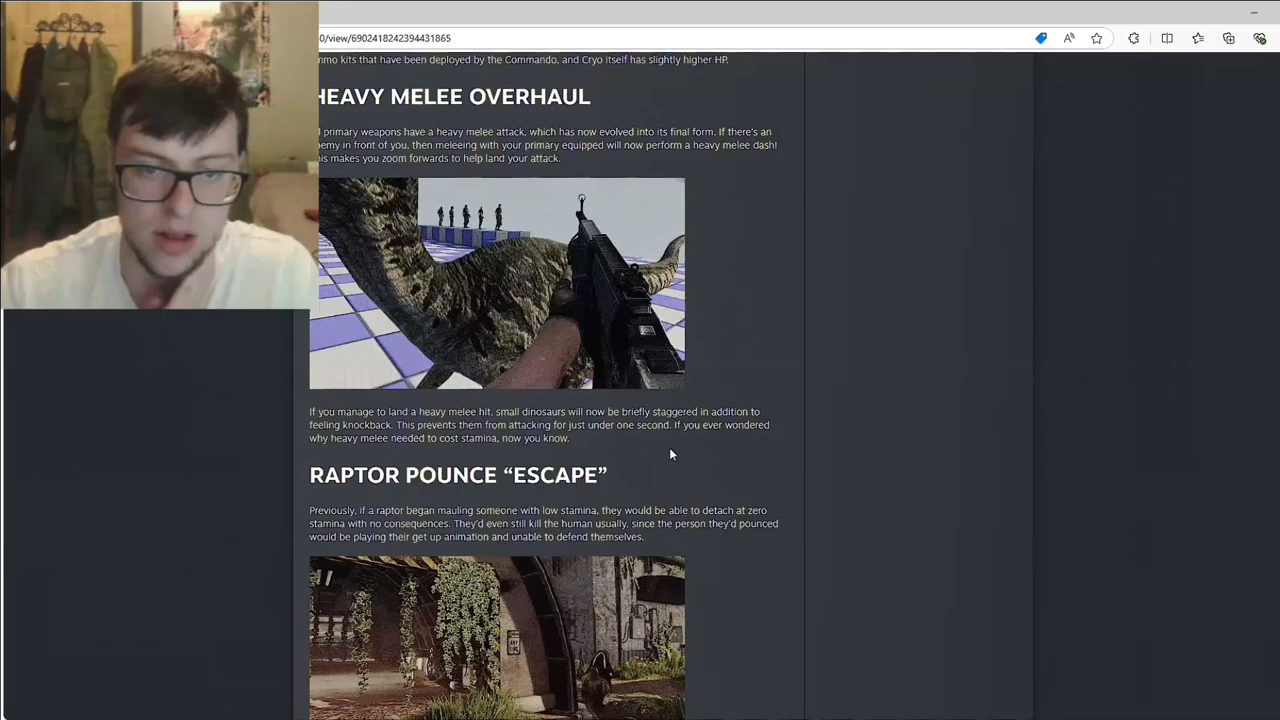 0/view/6902418242394431865
mmo kits that have been deployed by the Commando, and Cryo itself has slightly higher HP.
HEAVY MELEE OVERHAUL
l primary weapons have a heavy melee attack, which has now evolved into its final form. If there's an
nemy in front of you, then meleeing with your primary equipped will now perform a heavy melee dash!
his makes you zoom forwards to help land your attack.
If you manage to land a heavy melee hit, small dinosaurs will now be briefly staggered in addition to
feeling knockback. This prevents them from attacking for just under one second. If you ever wondered
why heavy melee needed to cost stamina, now you know.
RAPTOR POUNCE “ESCAPE”
Previously, if a raptor began mauling someone with low stamina, they would be able to detach at zero
stamina with no consequences. They'd even still kill the human usually, since the person they'd pounced
would be playing their get up animation and unable to defend themselves.